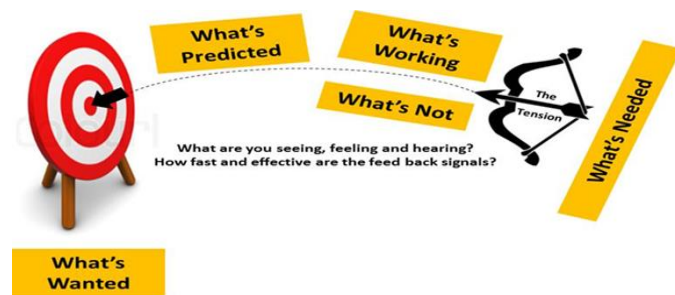 What's
Predicted
What's
Working
What's Not
The
Tension
What's Needed
What are you seeing, feeling and hearing?
How fast and effective are the feed back signals?
What's
Wanted